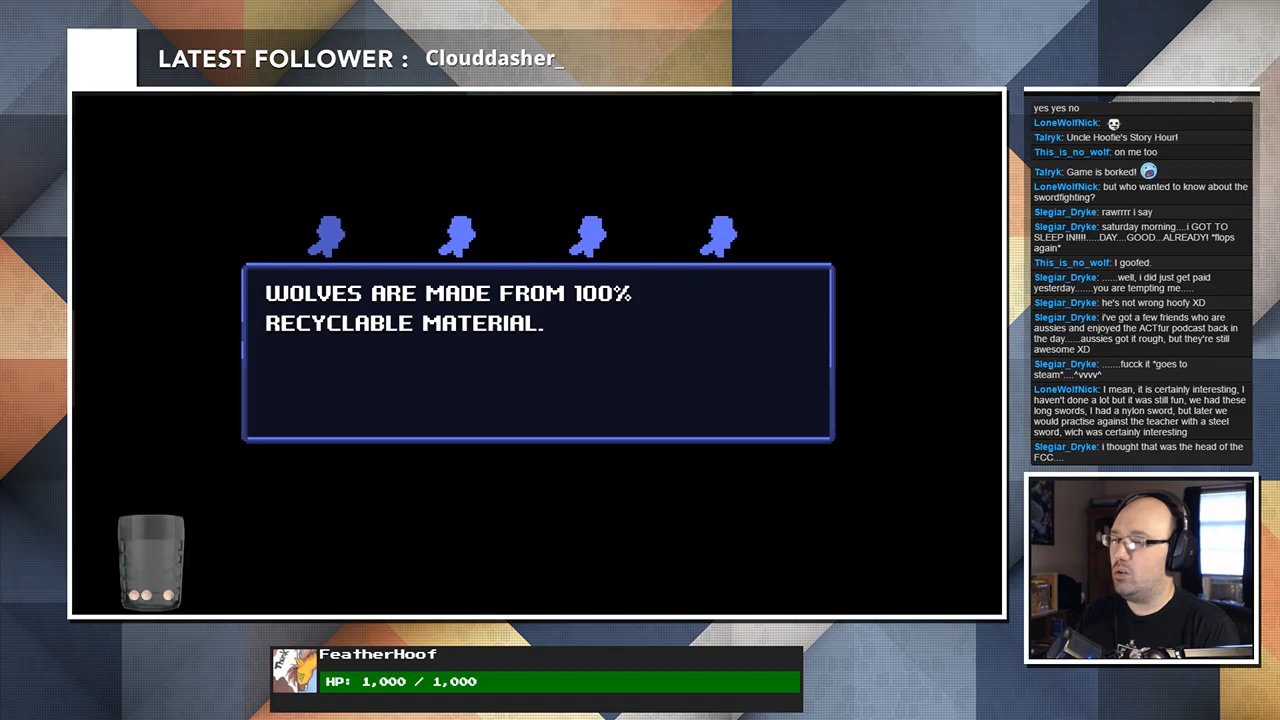 LATEST FOLLOWER : Clouddasher_
WOLVES ARE MADE FROM 100%
RECYCLABLE MATERIAL.
yes yes no
LoneWolfNick:
Talryk: Uncle Hoofie's Story Hour!
This_is_no_wolf: on me too
Talryk: Game is borked!
LoneWolfNick: but who wanted to know about the
swordfighting?
Slegiar_Dryke: rawrrrr i say
Slegiar_Dryke: saturday morning....i GOT TO
SLEEP IN!!!!.....DAY....GOOD...ALREADY! *flops
again*
This_is_no_wolf: I goofed.
Slegiar_Dryke: ......well, i did just get paid
yesterday.......you are tempting me.....
Slegiar_Dryke: he's not wrong hoofy XD
Slegiar_Dryke: i've got a few friends who are
aussies and enjoyed the ACTfur podcast back in
the day......aussies got it rough, but they're still
awesome XD
Slegiar_Dryke: .......fucck it *goes to
steam*....^vvvv^
LoneWolfNick: I mean, it is certainly interesting, I
haven't done a lot but it was still fun, we had these
long swords, I had a nylon sword, but later we
would practise against the teacher with a steel
sword, wich was certainly interesting
Slegiar_Dryke: i thought that was the head of the
FCC....
FeatherHoof
HP: 1,000 / 1,000